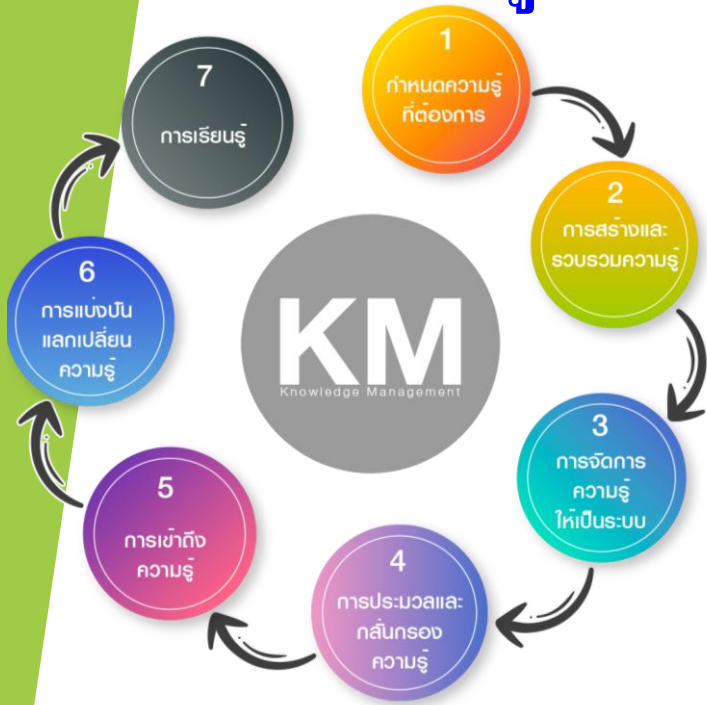 1
กำหนดความรู้
ที่ต้องการ
2
การสร้างและ
รวบรวมความรู้
3
การจัดการ
ความรู้
ให้เป็นระบบ
4
การประมวลและ
กลั่นกรอง
ความรู้
5
การเข้าถึง
ความรู้
6
การแบ่งปัน
แลกเปลี่ยน
ความรู้
7
การเรียนรู้
KM
Knowledge Management